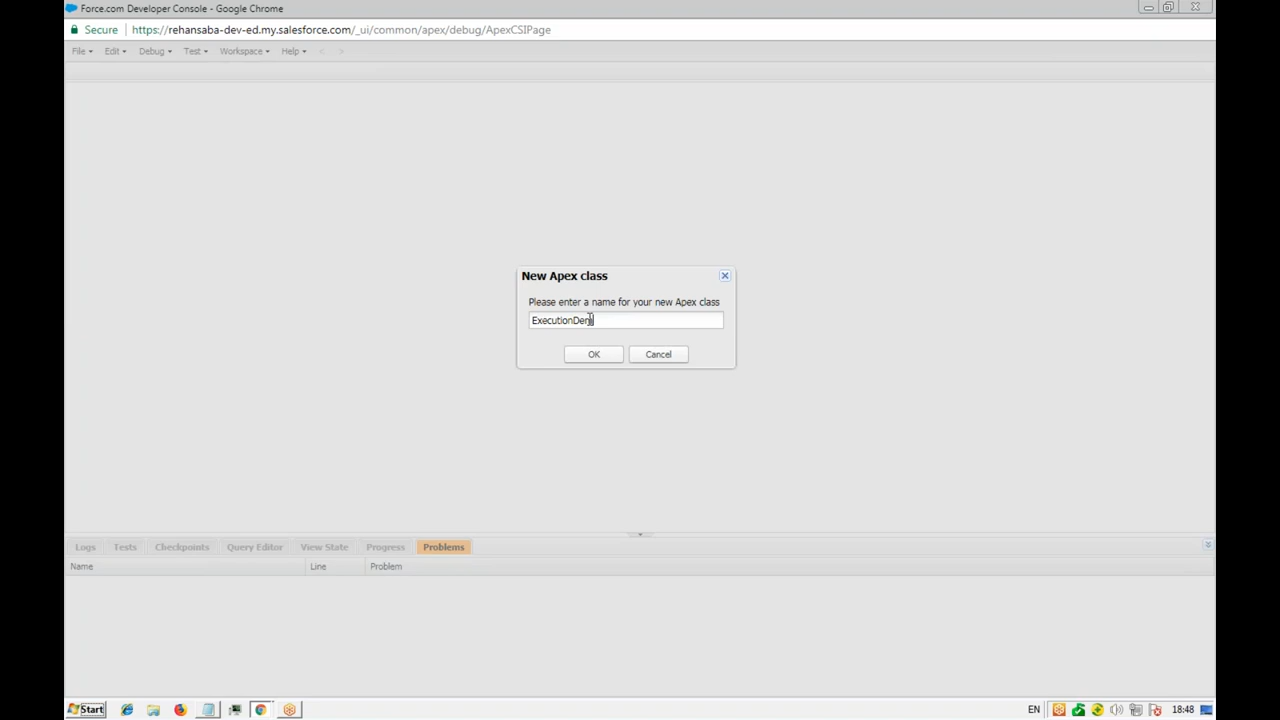 Force.com Developer Console - Google Chrome
Secure https://rehansaba-dev-ed.my.salesforce.com/_ui/common/apex/debug/ApexCSIPage
File Edit Debug Test Workspace Help < >
New Apex class
Please enter a name for your new Apex class
OK Cancel
Logs Tests Checkpoints Query Editor View State Progress Problems
Name Line Problem
Start EN 18:48